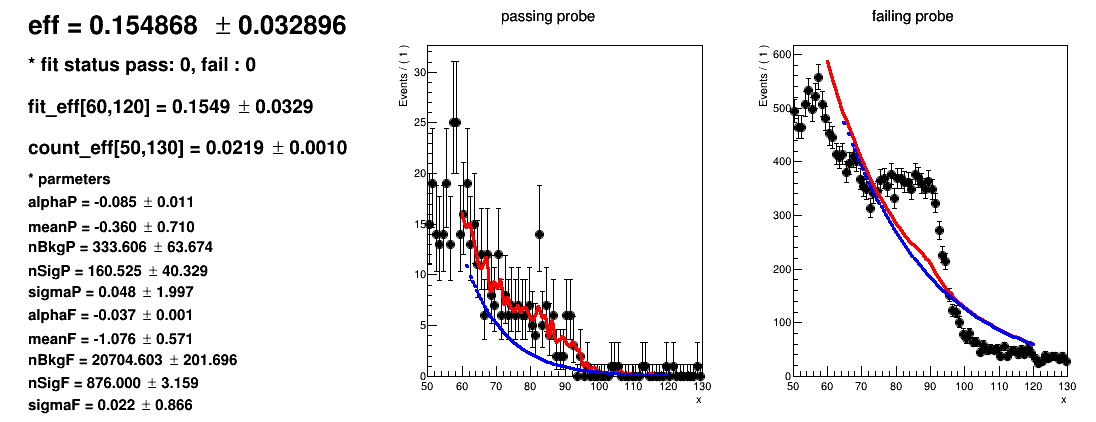 eff = 0.154868 ± 0.032896
* fit status pass: 0, fail : 0
fit_eff[60,120] = 0.1549 ± 0.0329
count_eff[50,130] = 0.0219 ± 0.0010
* parmeters
alphaP = -0.085 ± 0.011
meanP = -0.360 ± 0.710
nBkgP = 333.606 ± 63.674
nSigP = 160.525 ± 40.329
sigmaP = 0.048 ± 1.997
alphaF = -0.037 ± 0.001
meanF = -1.076 ± 0.571
nBkgF = 20704.603 ± 201.696
nSigF = 876.000 ± 3.159
sigmaF = 0.022 ± 0.866
passing probe
Events / ( 1 )
30
25
20
15
10
5
0
50 60 70 80 90 100 110 120 130
x
failing probe
Events / ( 1 )
600
500
400
300
200
100
0
50 60 70 80 90 100 110 120 130
x